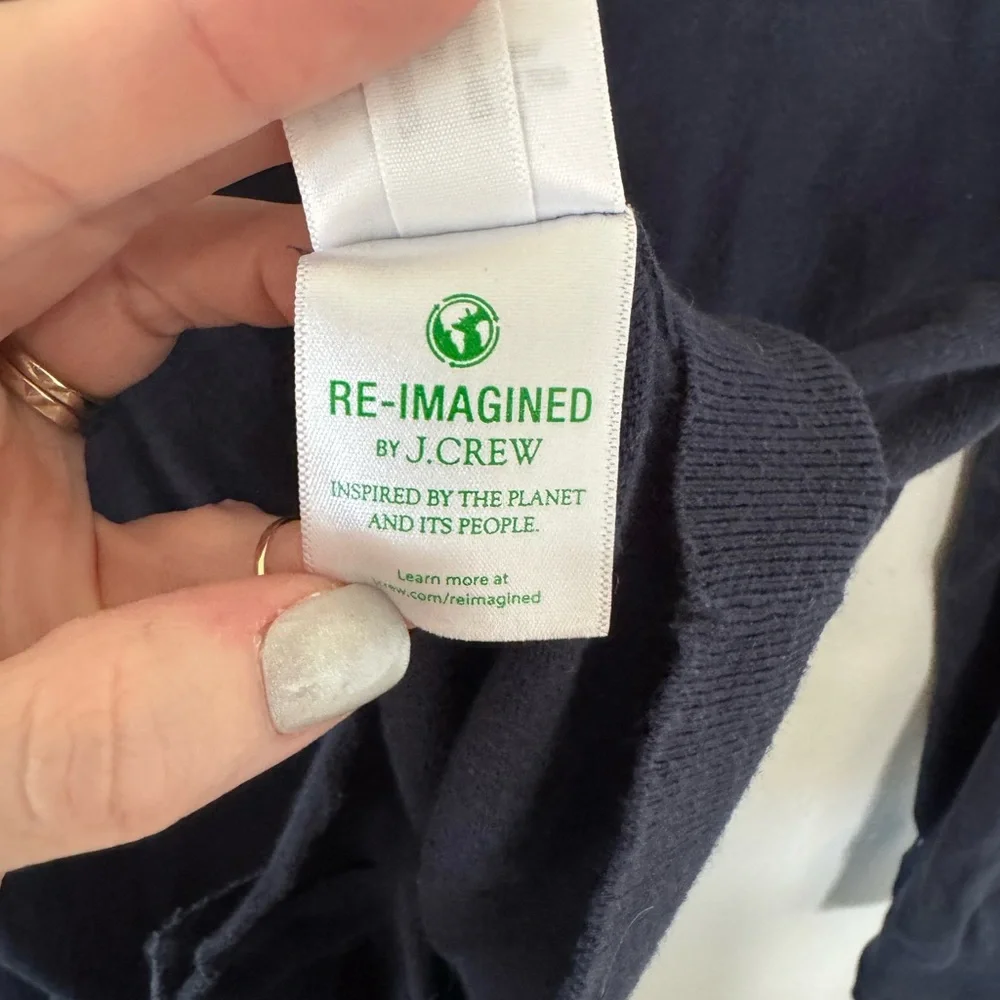 RE-IMAGINED
BY J.CREW
INSPIRED BY THE PLANET
AND ITS PEOPLE.
Learn more at